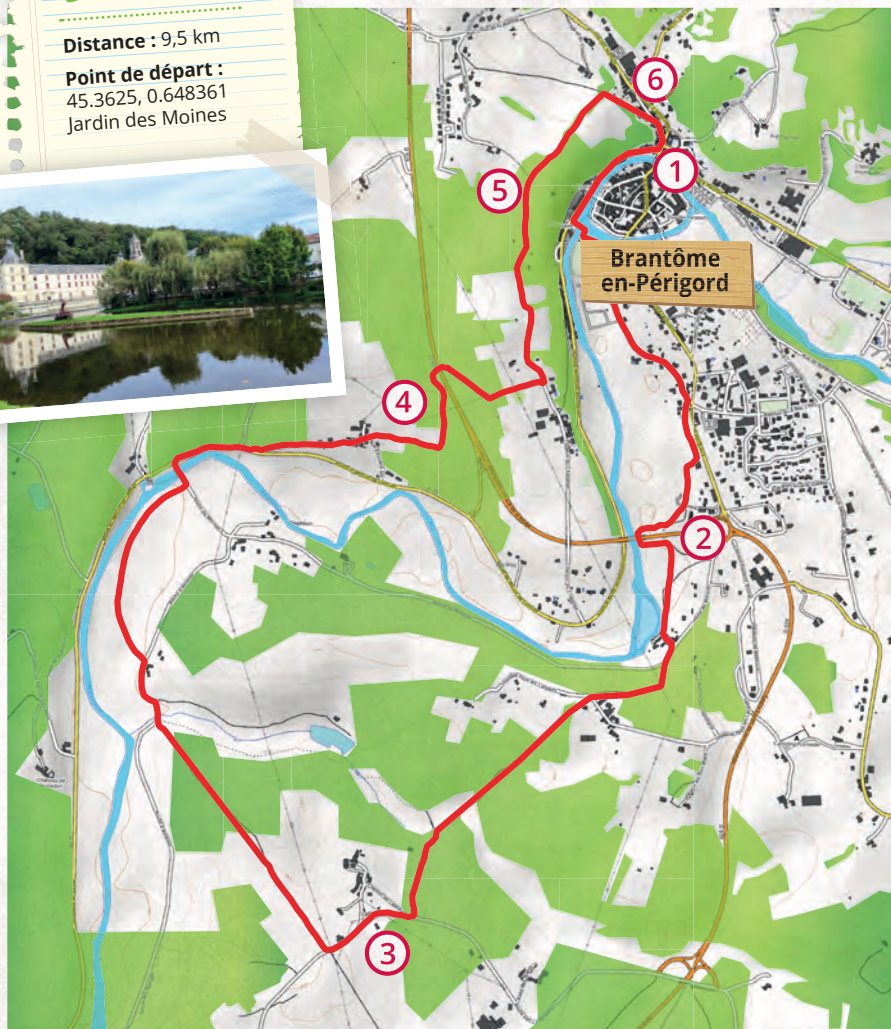 Distance : 9,5 km
Point de départ :
45.3625, 0.648361
Jardin des Moines
6
1
5
Brantôme
en-Périgord
4
2
3